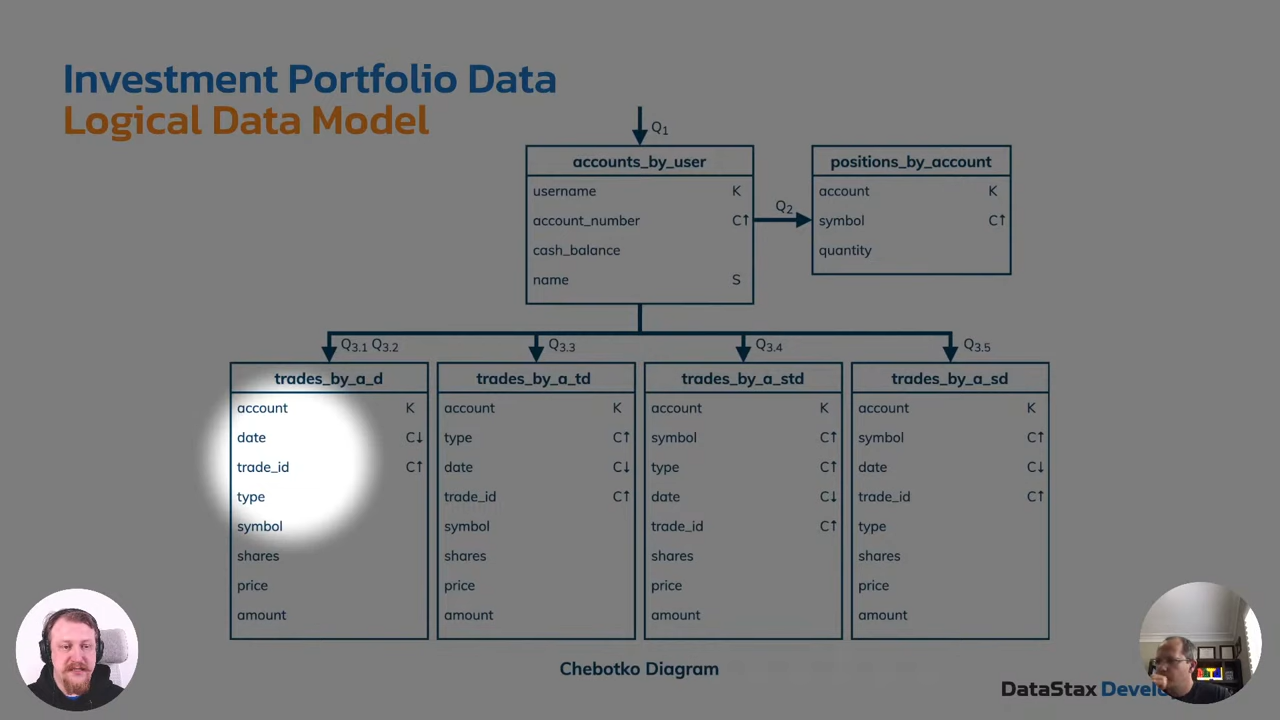 Investment Portfolio Data
Logical Data Model
Q1
accounts_by_user
username K
account_number C↑
cash_balance
name S
Q2
positions_by_account
account K
symbol C↑
quantity
Q3.1 Q3.2
Q3.3
Q3.4
Q3.5
trades_by_a_d
account K
date C↓
trade_id C↑
type
symbol
shares
price
amount
trades_by_a_td
account K
type C↑
date C↓
trade_id C↑
symbol
shares
price
amount
trades_by_a_std
account K
symbol C↑
type C↑
date C↓
trade_id C↑
shares
price
amount
trades_by_a_sd
account K
symbol C↑
date C↓
trade_id C↑
type
shares
price
amount
Chebotko Diagram
DataStax Develop